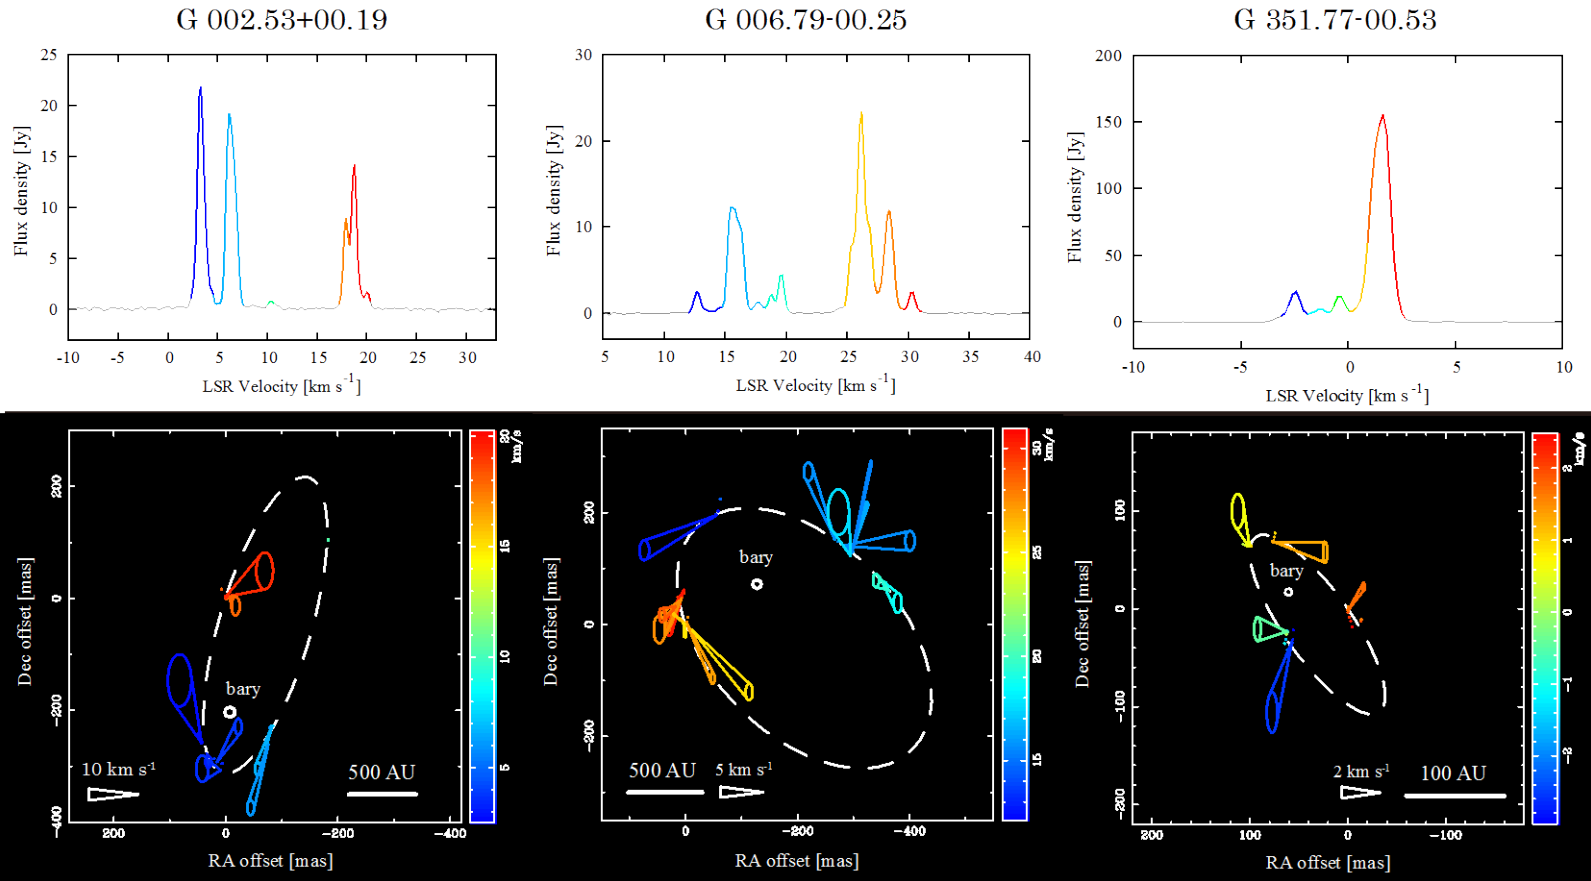 G 002.53+00.19
G 006.79-00.25
G 351.77-00.53
25
20
15
10
5
0
Flux density [Jy]
-10 -5 0 5 10 15 20 25 30
LSR Velocity [km s-1]
30
20
10
0
Flux density [Jy]
5 10 15 20 25 30 35 40
LSR Velocity [km s-1]
200
150
100
50
0
Flux density [Jy]
-10 -5 0 5 10
LSR Velocity [km s-1]
200
0
-200
-400
Dec offset [mas]
bary
10 km s-1
500 AU
200 0 -200 -400
RA offset [mas]
20
15
10
5
km/s
200
0
-200
Dec offset [mas]
bary
500 AU
5 km s-1
0 -200 -400
RA offset [mas]
30
25
20
15
km/s
100
0
-100
-200
Dec offset [mas]
bary
2 km s-1
100 AU
200 100 0 -100
RA offset [mas]
2
1
0
-1
-2
km/s